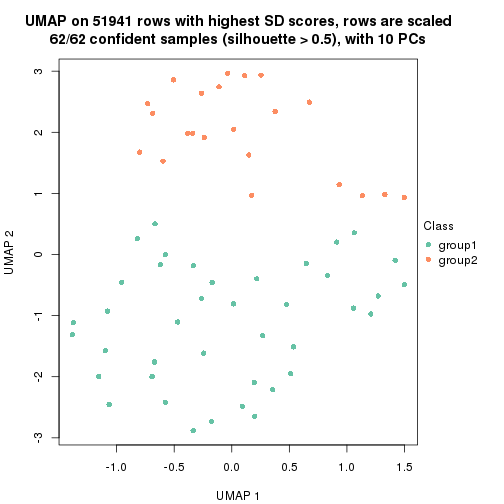 UMAP on 51941 rows with highest SD scores, rows are scaled
62/62 confident samples (silhouette > 0.5), with 10 PCs
3
2
1
0
-1
-2
-3
UMAP 2
-1.0 -0.5 0.0 0.5 1.0 1.5
UMAP 1
Class
group1
group2